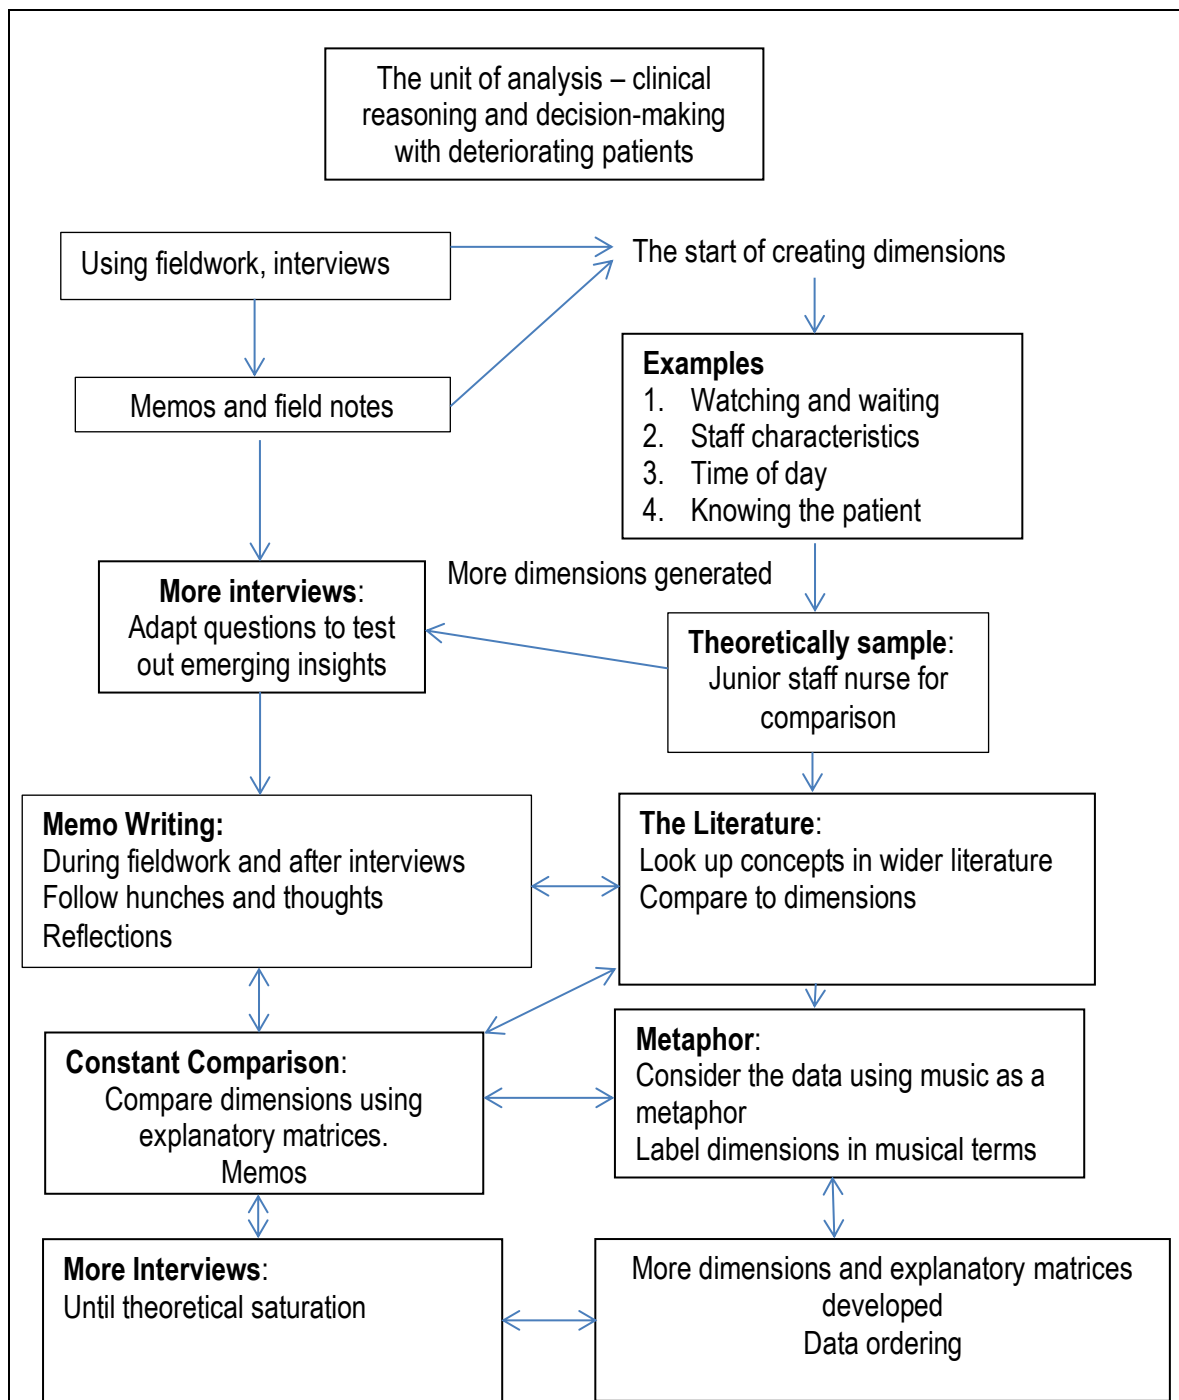 The unit of analysis – clinical
reasoning and decision-making
with deteriorating patients
Using fieldwork, interviews
The start of creating dimensions
Memos and field notes
Examples
1. Watching and waiting
2. Staff characteristics
3. Time of day
4. Knowing the patient
More dimensions generated
More interviews:
Adapt questions to test
out emerging insights
Theoretically sample:
Junior staff nurse for
comparison
Memo Writing:
During fieldwork and after interviews
Follow hunches and thoughts
Reflections
The Literature:
Look up concepts in wider literature
Compare to dimensions
Constant Comparison:
Compare dimensions using
explanatory matrices.
Memos
Metaphor:
Consider the data using music as a
metaphor
Label dimensions in musical terms
More Interviews:
Until theoretical saturation
More dimensions and explanatory matrices
developed
Data ordering